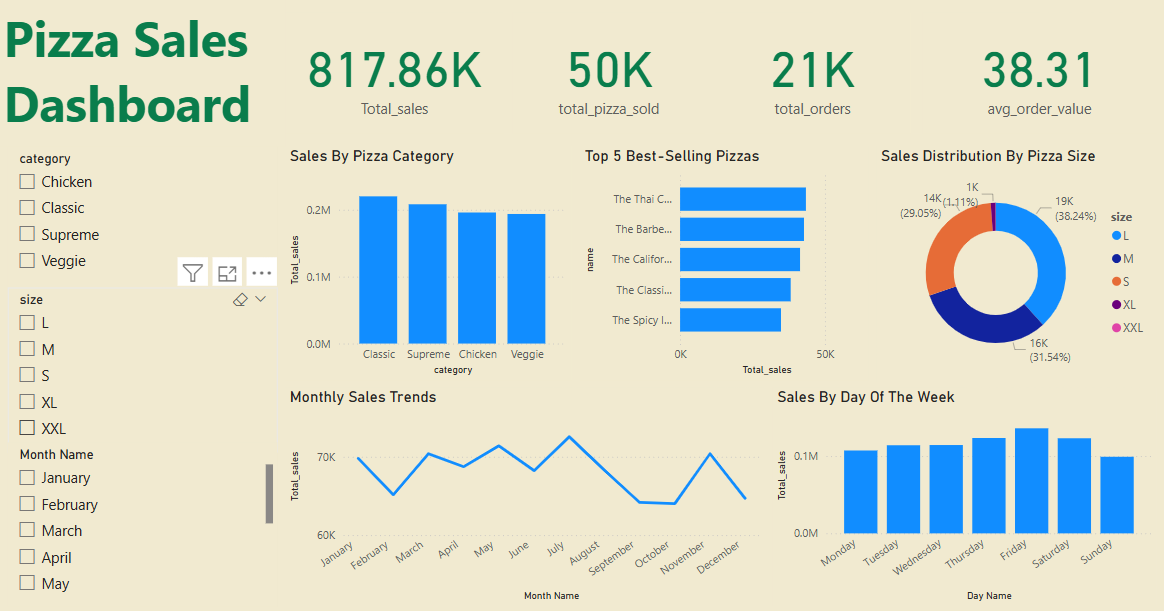 Pizza Sales
Dashboard
817.86K
Total_sales
50K
total_pizza_sold
21K
total_orders
38.31
avg_order_value
category
Chicken
Classic
Supreme
Veggie
size
L
M
S
XL
XXL
Month Name
January
February
March
April
May
Sales By Pizza Category
Total_sales
0.2M
0.1M
0.0M
Classic Supreme Chicken Veggie
category
Top 5 Best-Selling Pizzas
name
The Thai C...
The Barbe...
The Califor...
The Classi...
The Spicy I...
0K 50K
Total_sales
Sales Distribution By Pizza Size
1K
(1.11%)
14K
(29.05%)
19K
(38.24%)
16K
(31.54%)
size
L
M
S
XL
XXL
Monthly Sales Trends
Total_sales
70K
60K
January February March April May June July August September October November December
Month Name
Sales By Day Of The Week
Total_sales
0.1M
0.0M
Monday Tuesday Wednesday Thursday Friday Saturday Sunday
Day Name